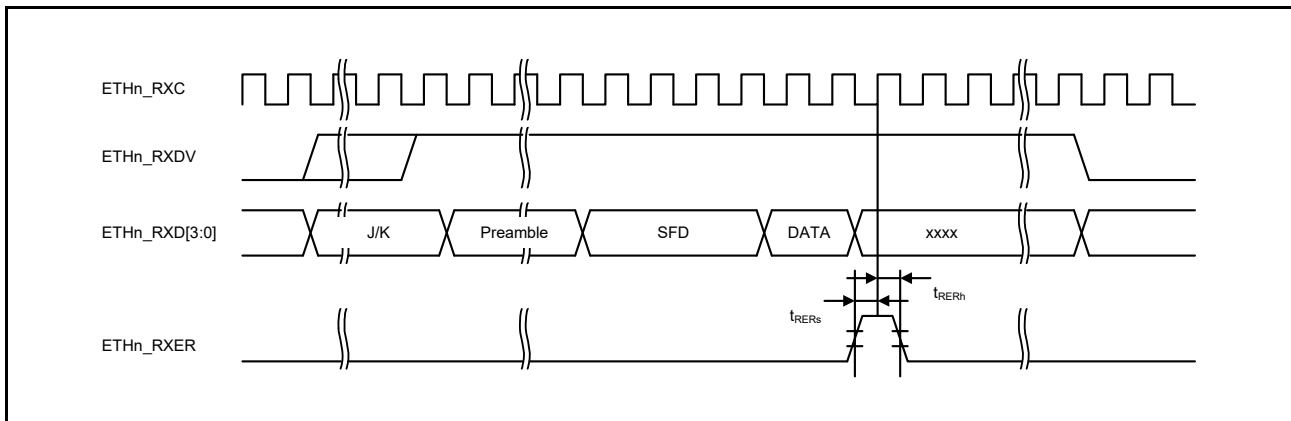 ETHn_RXC
ETHn_RXDV
ETHn_RXD[3:0] J/K Preamble SFD DATA xxxx
tRERh
tRERs
ETHn_RXER